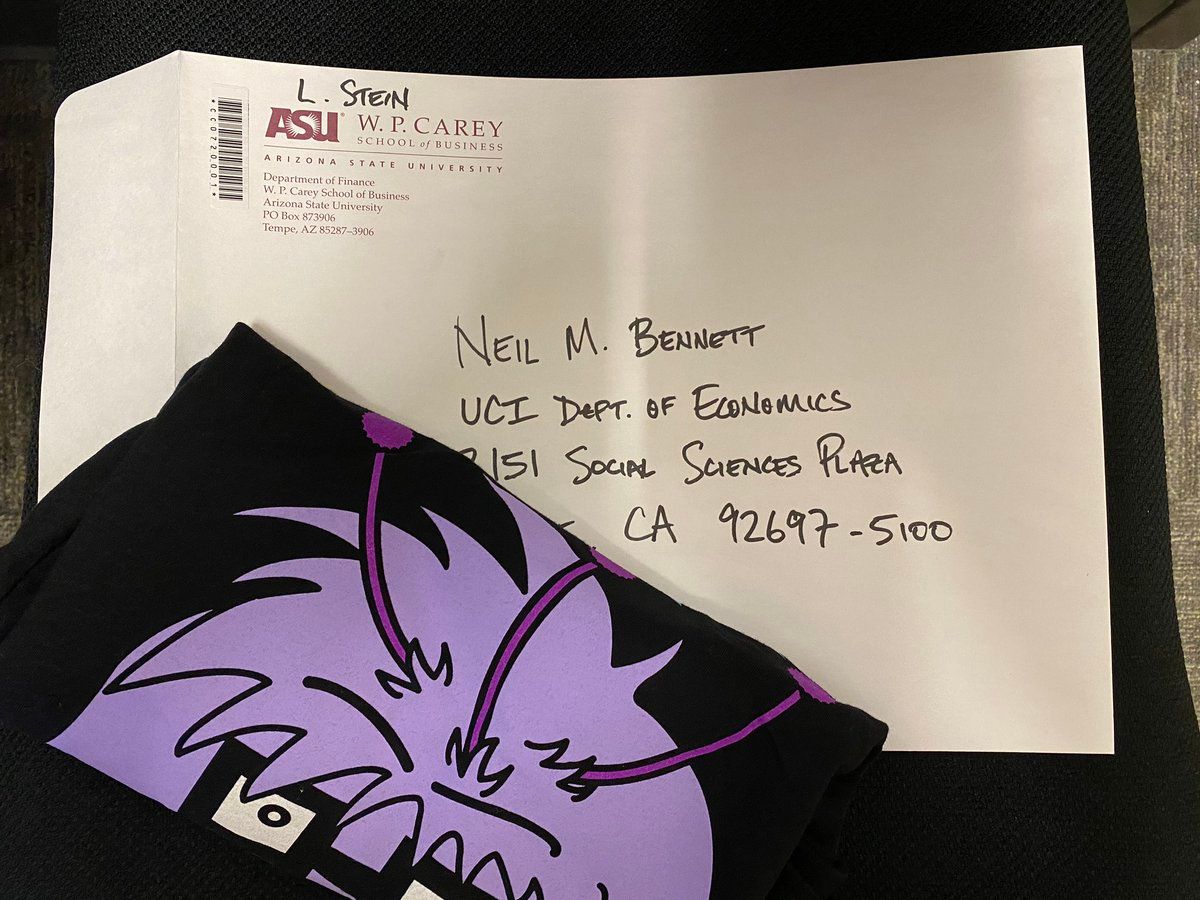 L. STEIN
ASU W. P. CAREY
SCHOOL of BUSINESS
ARIZONA STATE UNIVERSITY
*CC0720001*
Department of Finance
W. P. Carey School of Business
Arizona State University
PO Box 873906
Tempe, AZ 85287–3906
NEIL M. BENNETT
UCI DEPT. OF ECONOMICS
151 SOCIAL SCIENCES PLAZA
CA 92697-5100